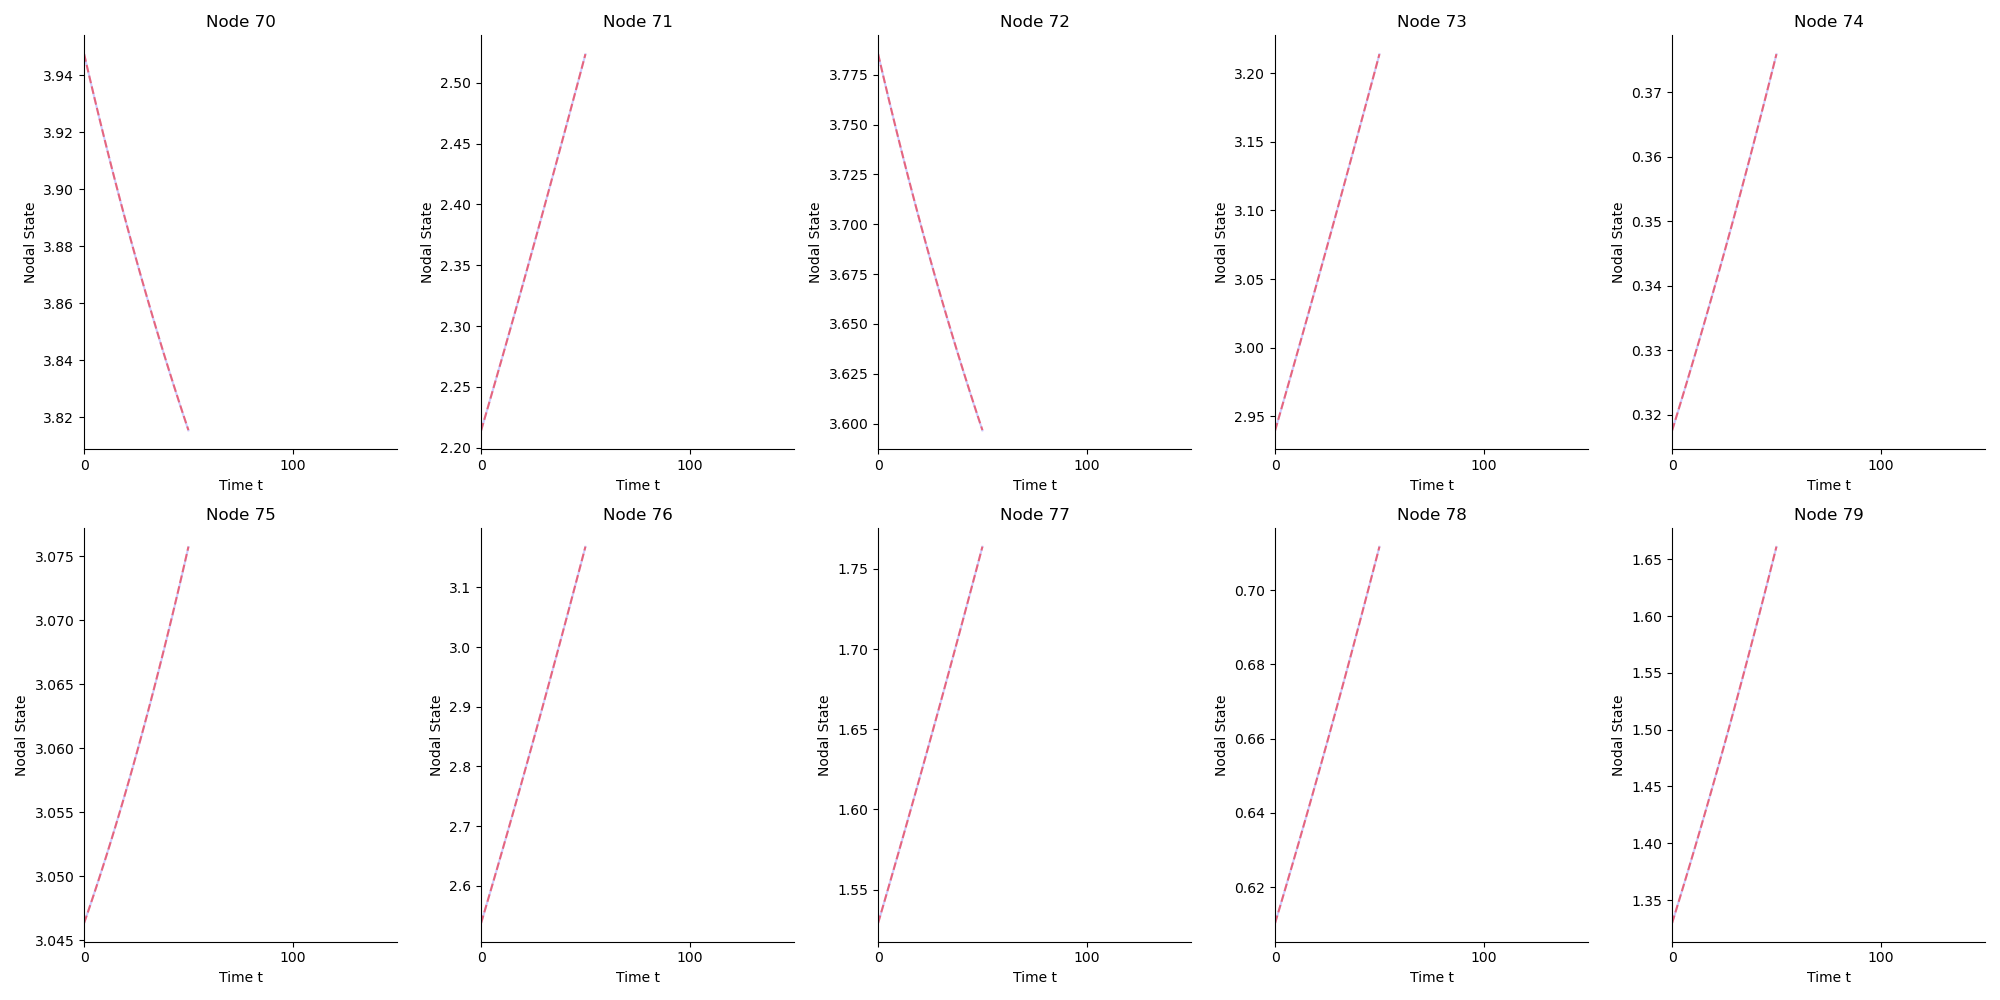 Node 70
Nodal State
3.94
3.92
3.90
3.88
3.86
3.84
3.82
0
100
Time t
Node 71
Nodal State
2.50
2.45
2.40
2.35
2.30
2.25
2.20
0
100
Time t
Node 72
Nodal State
3.775
3.750
3.725
3.700
3.675
3.650
3.625
3.600
0
100
Time t
Node 73
Nodal State
3.20
3.15
3.10
3.05
3.00
2.95
0
100
Time t
Node 74
Nodal State
0.37
0.36
0.35
0.34
0.33
0.32
0
100
Time t
Node 75
Nodal State
3.075
3.070
3.065
3.060
3.055
3.050
3.045
0
100
Time t
Node 76
Nodal State
3.1
3.0
2.9
2.8
2.7
2.6
0
100
Time t
Node 77
Nodal State
1.75
1.70
1.65
1.60
1.55
0
100
Time t
Node 78
Nodal State
0.70
0.68
0.66
0.64
0.62
0
100
Time t
Node 79
Nodal State
1.65
1.60
1.55
1.50
1.45
1.40
1.35
0
100
Time t